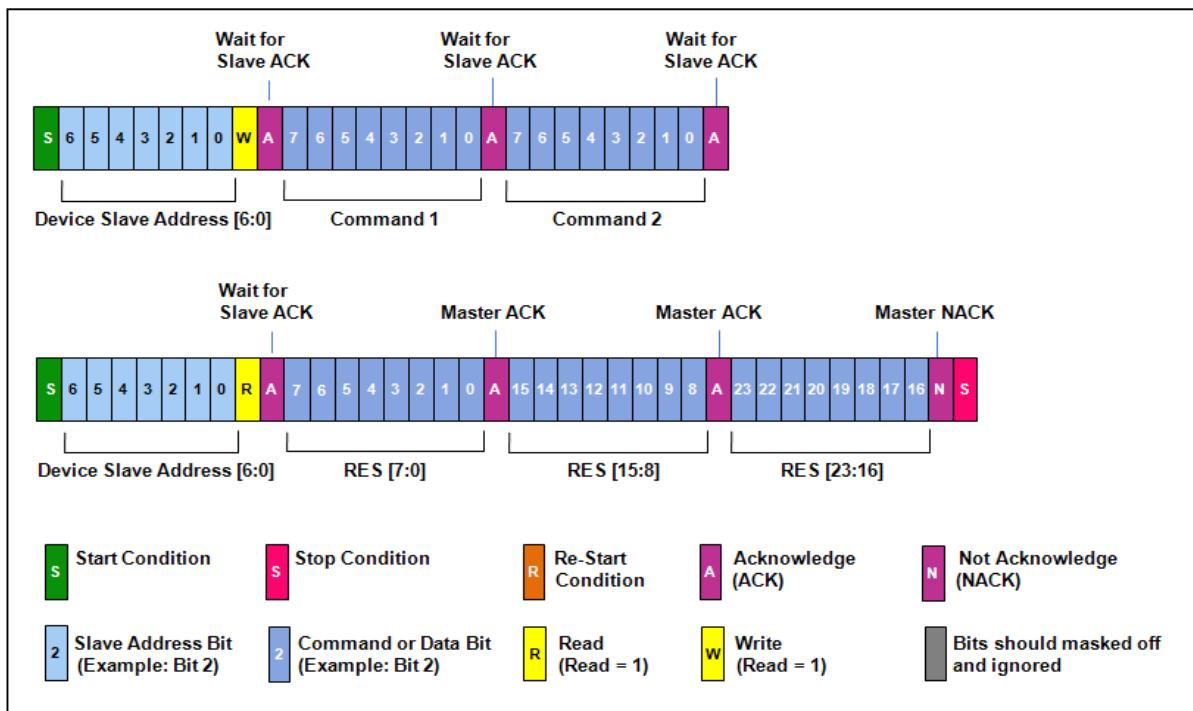 Wait for Wait for Wait for
Slave ACK Slave ACK Slave ACK
S 6 5 4 3 2 1 0 W A 7 6 5 4 3 2 1 0 A 7 6 5 4 3 2 1 0 A
Device Slave Address [6:0] Command 1 Command 2
Wait for
Slave ACK Master ACK Master ACK Master NACK
S 6 5 4 3 2 1 0 R A 7 6 5 4 3 2 1 0 A 15 14 13 12 11 10 9 8 A 23 22 21 20 19 18 17 16 N S
Device Slave Address [6:0] RES [7:0] RES [15:8] RES [23:16]
S Start Condition
S Stop Condition
R Re-Start
Condition
A Acknowledge
(ACK)
N Not Acknowledge
(NACK)
2 Slave Address Bit
(Example: Bit 2)
2 Command or Data Bit
(Example: Bit 2)
R Read
(Read = 1)
W Write
(Read = 1)
Bits should masked off
and ignored